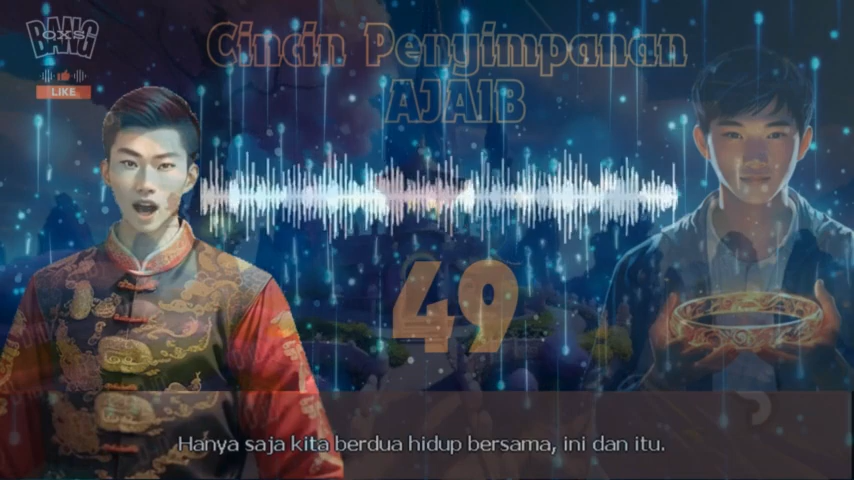 BANG
OXS
LIKE
Cincin Penyimpanan
AJAIB
49
Hanya saja kita berdua hidup bersama, ini dan itu.